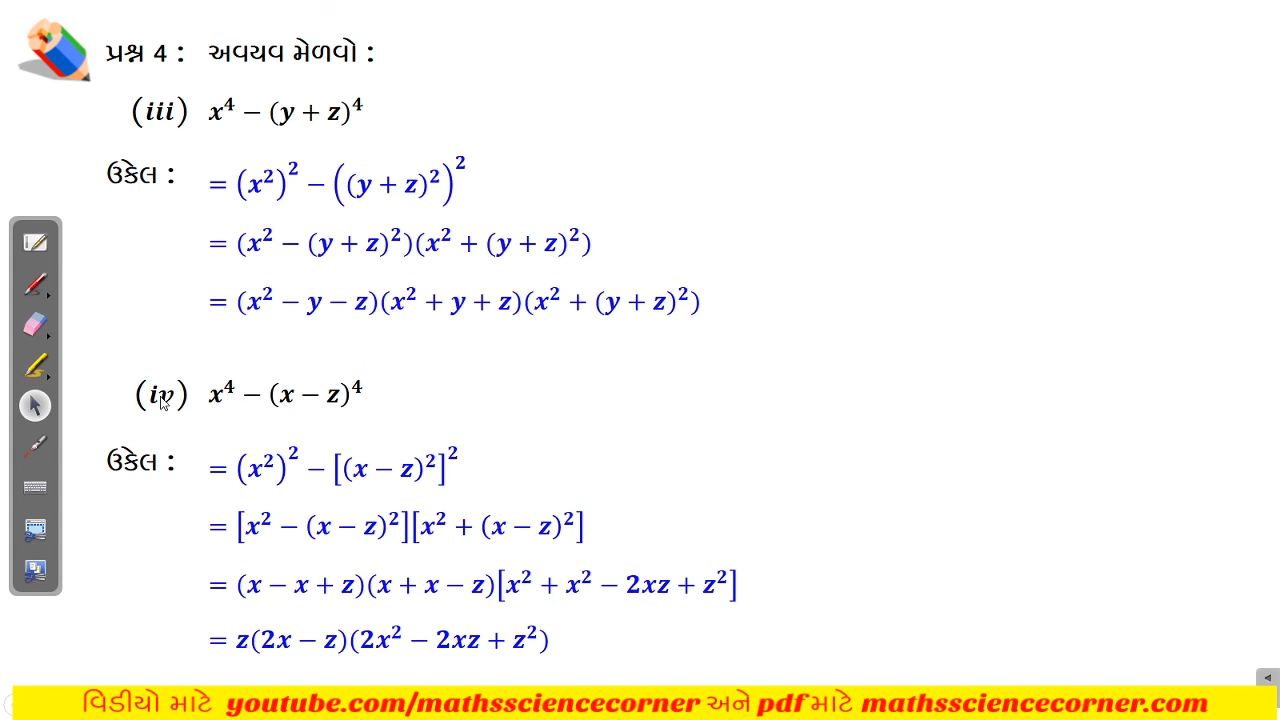 પ્રશ્ન 4 : અવયવ મેળવો :
(iii) x⁴ − (y + z)⁴
ઉકેલ : = (x²)² − ((y + z)²)²
= (x² − (y + z)²)(x² + (y + z)²)
= (x² − y − z)(x² + y + z)(x² + (y + z)²)
(iv) x⁴ − (x − z)⁴
ઉકેલ : = (x²)² − [(x − z)²]²
= [x² − (x − z)²][x² + (x − z)²]
= (x − x + z)(x + x − z)[x² + x² − 2xz + z²]
= z(2x − z)(2x² − 2xz + z²)
વિડીયો માટે youtube.com/mathssciencecorner અને pdf માટે mathssciencecorner.com